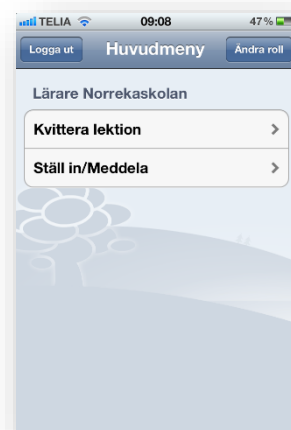 TELIA 09:08 47 %
Logga ut Huvudmeny Ändra roll
Lärare Norrekaskolan
Kvittera lektion
Ställ in/Meddela